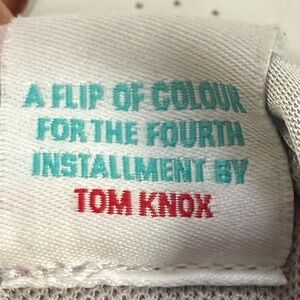 A FLIP OF COLOUR
FOR THE FOURTH
INSTALLMENT BY
TOM KNOX